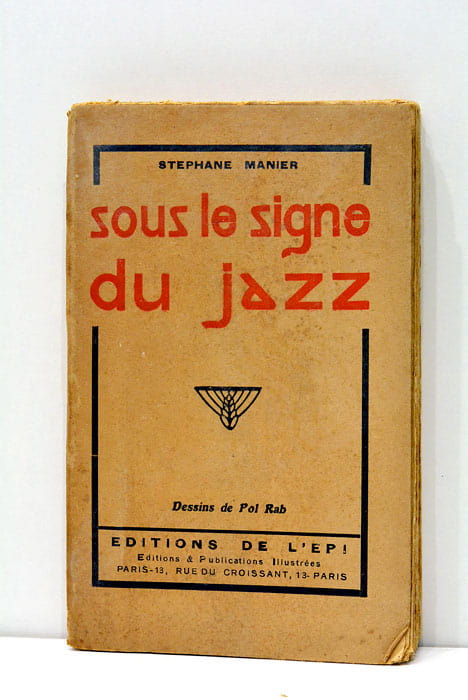 STEPHANE MANIER
sous le signe
du jazz
Dessins de Pol Rab
EDITIONS DE L'EPI
Editions & Publications Illustrées
PARIS-13, RUE DU CROISSANT, 13-PARIS